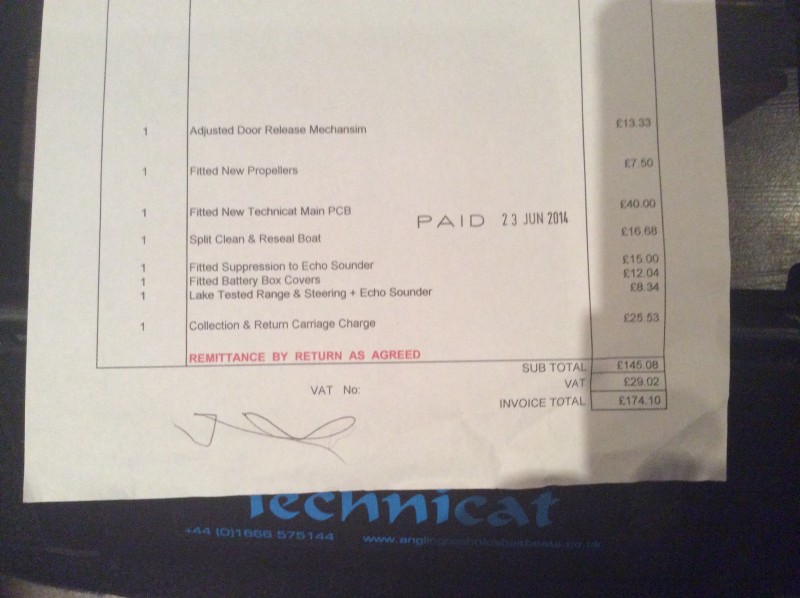 1 Adjusted Door Release Mechansim £13.33
1 Fitted New Propellers £7.50
1 Fitted New Technicat Main PCB £40.00
PAID 23 JUN 2014
1 Split Clean & Reseal Boat £16.68
1 Fitted Suppression to Echo Sounder £15.00
1 Fitted Battery Box Covers £12.04
1 Lake Tested Range & Steering + Echo Sounder £8.34
1 Collection & Return Carriage Charge £25.53
REMITTANCE BY RETURN AS AGREED
SUB TOTAL £145.08
VAT £29.02
VAT No:
INVOICE TOTAL £174.10
Technicat
+44 (0)1666 575144